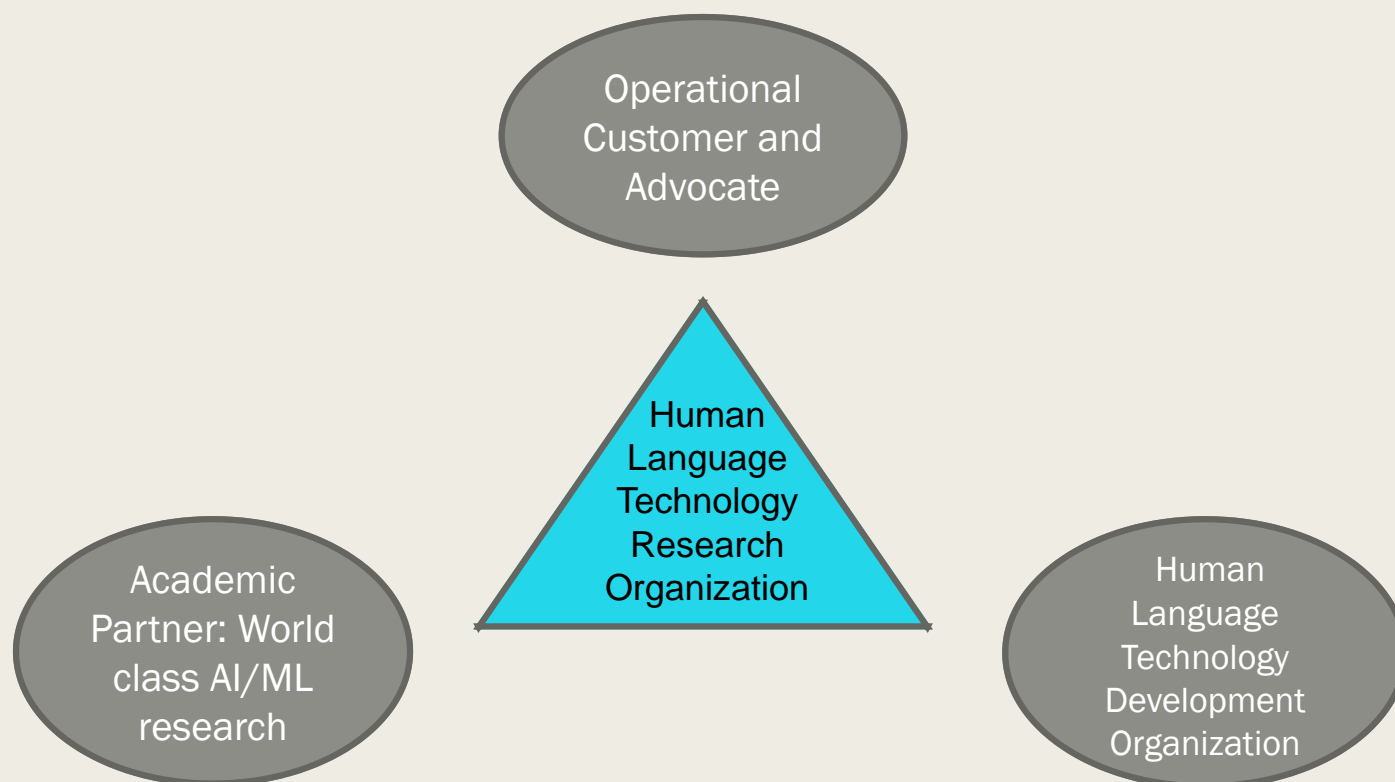 Operational
Customer and
Advocate
Human
Language
Technology
Research
Organization
Academic
Partner: World
class AI/ML
research
Human
Language
Technology
Development
Organization